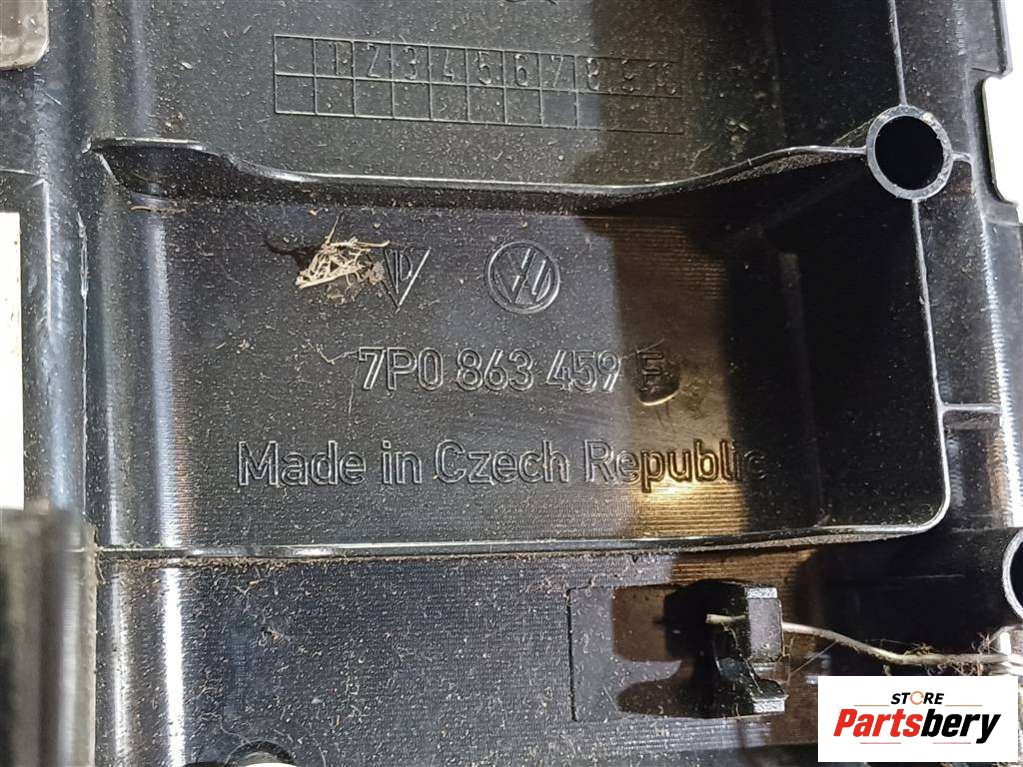 1 2 3 4 5 6 7 8 9 10
VW
7P0 863 459 F
Made in Czech Republic
STORE
Partsbery